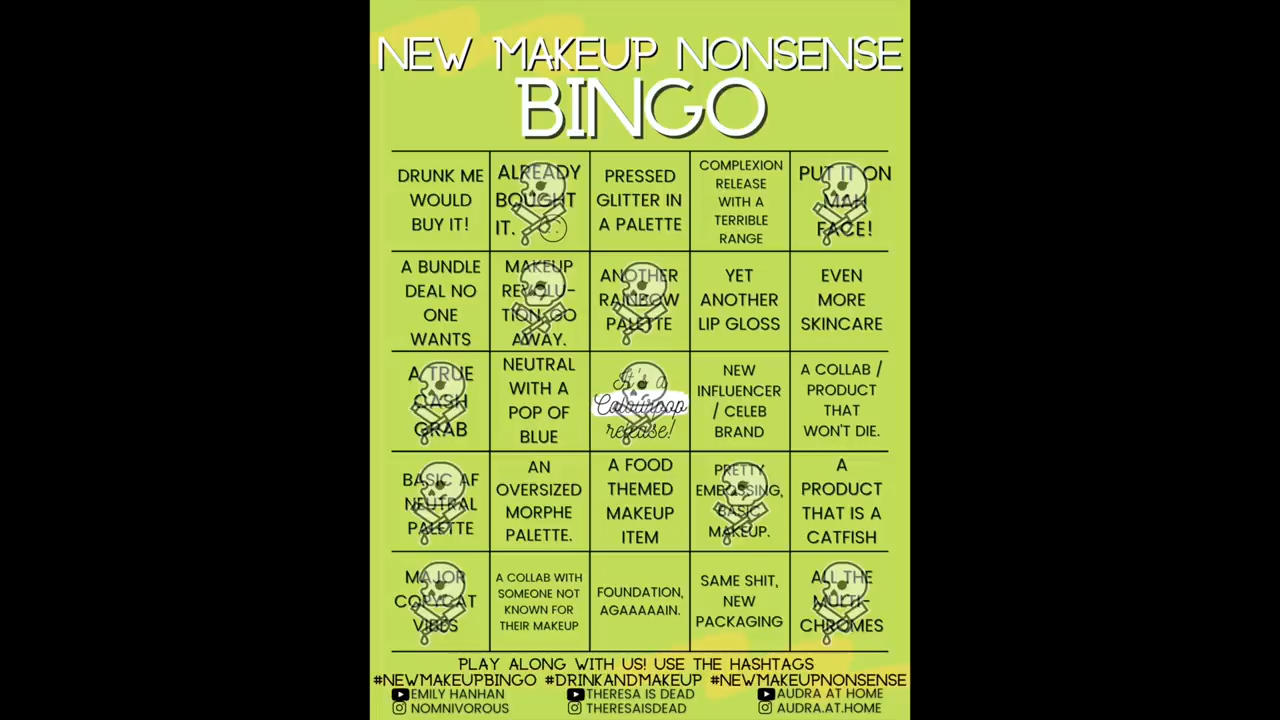 NEW MAKEUP NONSENSE
BINGO
DRUNK ME
WOULD
BUY IT!
ALREADY
BOUGHT
IT.
PRESSED
GLITTER IN
A PALETTE
COMPLEXION
RELEASE
WITH A
TERRIBLE
RANGE
PUT IT ON
MAH
FACE!
A BUNDLE
DEAL NO
ONE
WANTS
MAKEUP
REVOLU-
TION GO
AWAY.
ANOTHER
RAINBOW
PALETTE
YET
ANOTHER
LIP GLOSS
EVEN
MORE
SKINCARE
A TRUE
CASH
GRAB
NEUTRAL
WITH A
POP OF
BLUE
It's a
Colourpop
release!
NEW
INFLUENCER
/ CELEB
BRAND
A COLLAB /
PRODUCT
THAT
WON'T DIE.
BASIC AF
NEUTRAL
PALETTE
AN
OVERSIZED
MORPHE
PALETTE.
A FOOD
THEMED
MAKEUP
ITEM
PRETTY
EMBOSSING,
BASIC
MAKEUP.
A
PRODUCT
THAT IS A
CATFISH
MAJOR
COPYCAT
VIBES
A COLLAB WITH
SOMEONE NOT
KNOWN FOR
THEIR MAKEUP
FOUNDATION,
AGAAAAAIN.
SAME SHIT,
NEW
PACKAGING
ALL THE
MULTI-
CHROMES
PLAY ALONG WITH US! USE THE HASHTAGS
#NEWMAKEUPBINGO #DRINKANDMAKEUP #NEWMAKEUPNONSENSE
EMILY HANHAN THERESA IS DEAD AUDRA AT HOME
NOMNIVOROUS THERESAISDEAD AUDRA.AT.HOME